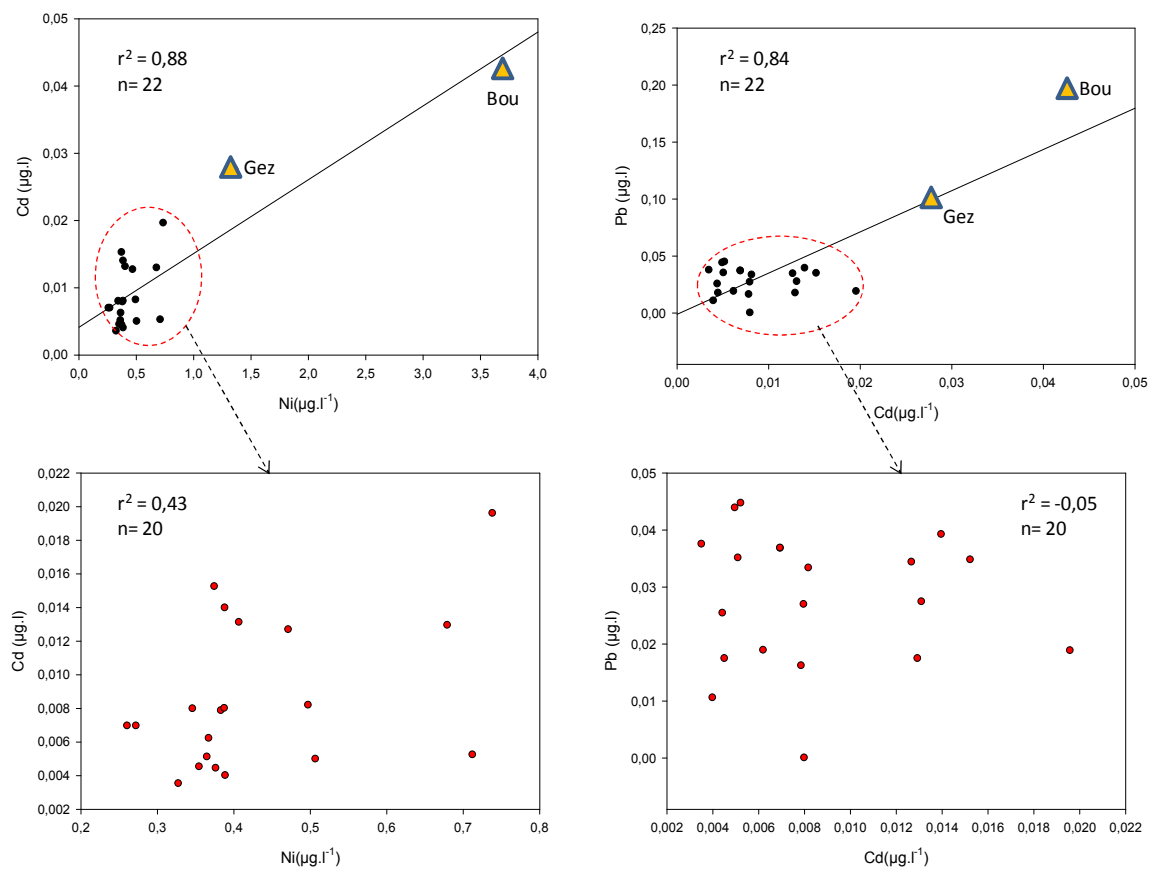 0,05
0,04
0,03
0,02
0,01
0,00
Cd (µg.l)
r² = 0,88
n= 22
Bou
Gez
0,0 0,5 1,0 1,5 2,0 2,5 3,0 3,5 4,0
Ni(µg.l⁻¹)
0,25
0,20
0,15
0,10
0,05
0,00
Pb (µg.l)
r² = 0,84
n= 22
Bou
Gez
0,00 0,01 0,02 0,03 0,04 0,05
Cd(µg.l⁻¹)
0,022
0,020
0,018
0,016
0,014
0,012
0,010
0,008
0,006
0,004
0,002
Cd (µg.l)
r² = 0,43
n= 20
0,2 0,3 0,4 0,5 0,6 0,7 0,8
Ni(µg.l⁻¹)
0,05
0,04
0,03
0,02
0,01
0,00
Pb (µg.l)
r² = -0,05
n= 20
0,002 0,004 0,006 0,008 0,010 0,012 0,014 0,016 0,018 0,020 0,022
Cd(µg.l⁻¹)